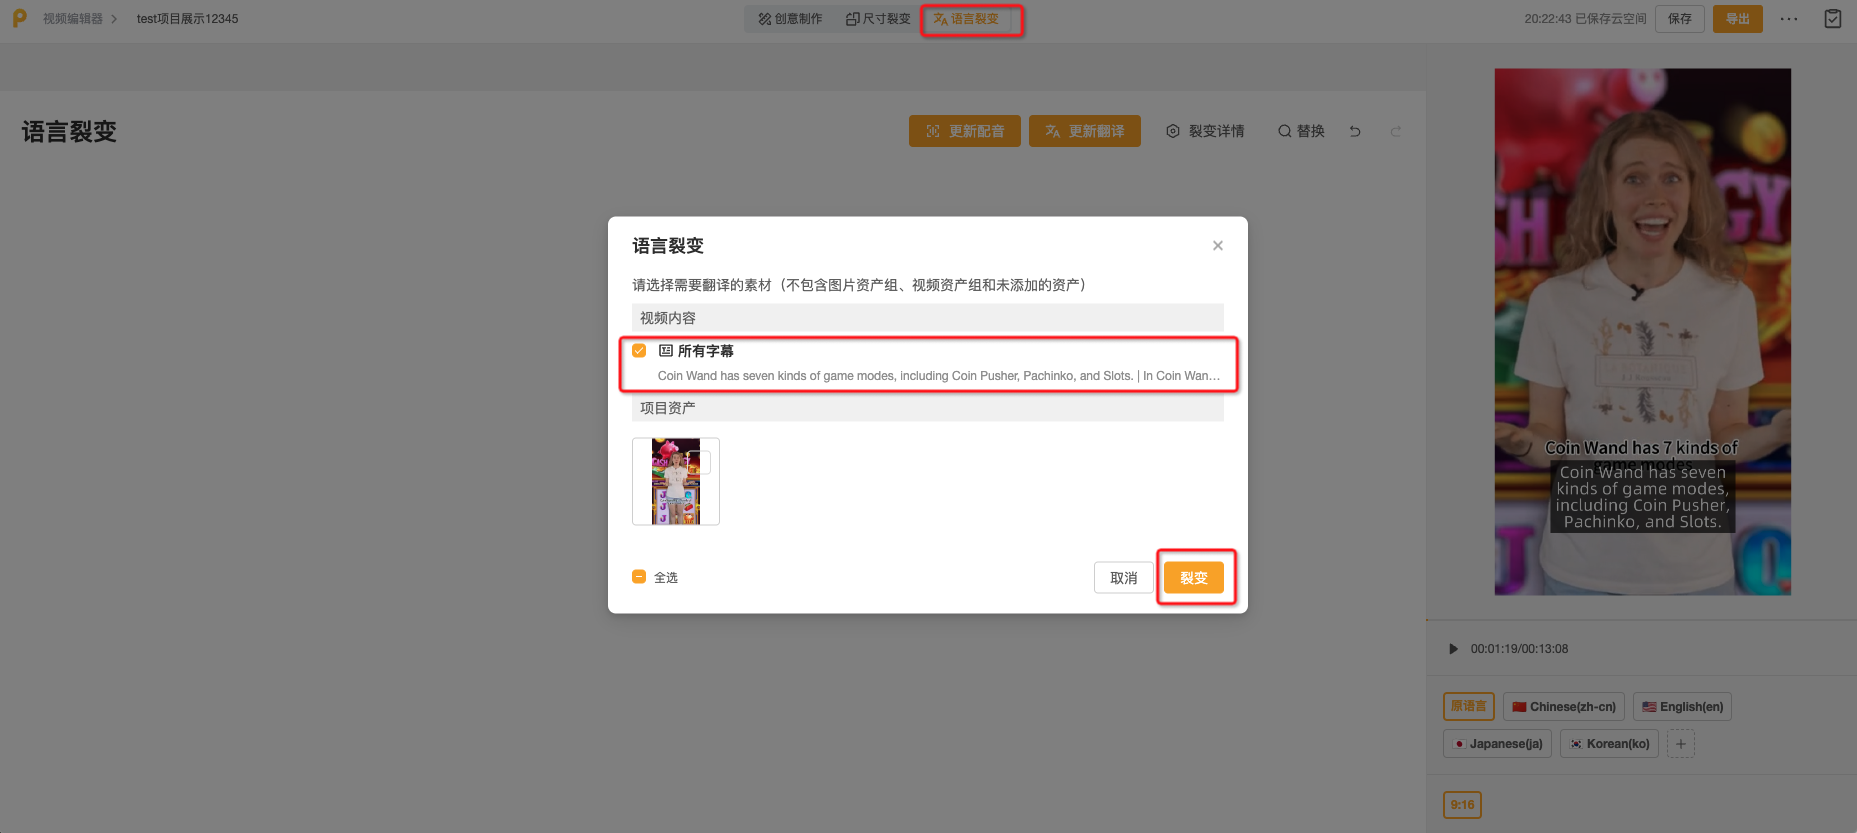 视频编辑器 > test项目展示12345
创意制作 尺寸裂变 语言裂变
20:22:43 已保存云空间 保存 导出 ···
语言裂变
更新配音 更新翻译 裂变详情 替换
语言裂变
请选择需要翻译的素材（不包含图片资产组、视频资产组和未添加的资产）
视频内容
所有字幕
Coin Wand has seven kinds of game modes, including Coin Pusher, Pachinko, and Slots. | In Coin Wan...
项目资产
全选
取消 裂变
Coin Wand has 7 kinds of
game modes
Coin Wand has seven
kinds of game modes,
including Coin Pusher,
Pachinko, and Slots.
00:01:19/00:13:08
原语言 Chinese(zh-cn) English(en)
Japanese(ja) Korean(ko) +
9:16